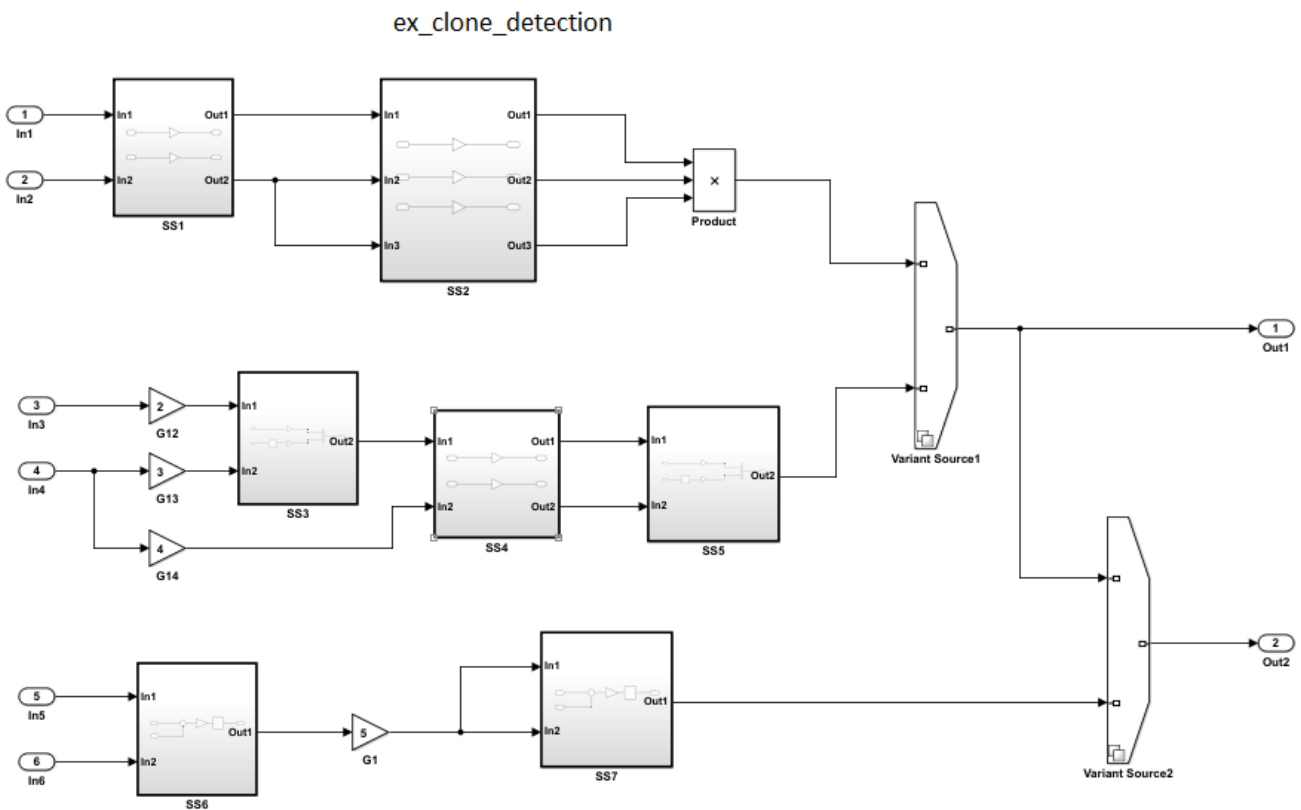 ex_clone_detection
1
In1
2
In2
In1
In2
Out1
Out2
SS1
In1
In2
In3
Out1
Out2
Out3
SS2
×
Product
Variant Source1
1
Out1
3
In3
4
In4
2
G12
3
G13
4
G14
In1
In2
Out2
SS3
In1
In2
Out1
Out2
SS4
In1
In2
Out2
SS5
5
In5
6
In6
In1
In2
Out1
SS6
5
G1
In1
In2
Out1
SS7
Variant Source2
2
Out2